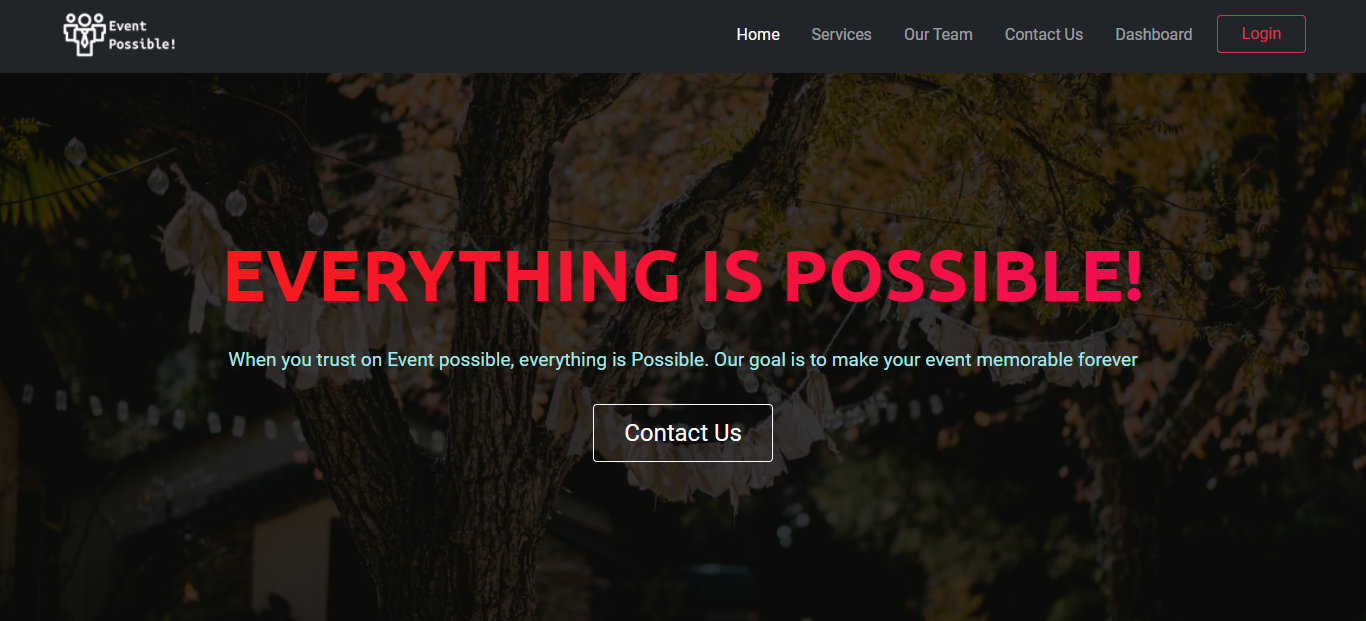 Event
Possible!
Home Services Our Team Contact Us Dashboard Login
EVERYTHING IS POSSIBLE!
When you trust on Event possible, everything is Possible. Our goal is to make your event memorable forever
Contact Us